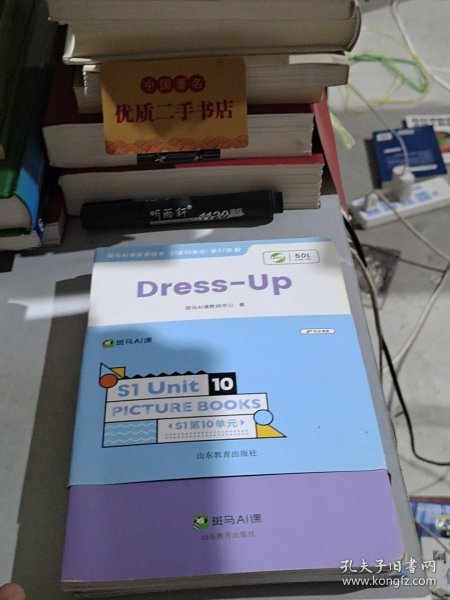 中国著名
优质二手书店
听雨轩
斑马AI课英语绘本 S1第10单元·第37周
SGL
Dress-Up
斑马AI课教研中心 著
斑马AI课
S1 Unit 10
PICTURE BOOKS
S1第10单元
山东教育出版社
斑马AI课
山东教育出版社
孔夫子旧书网
www.kongfz.com